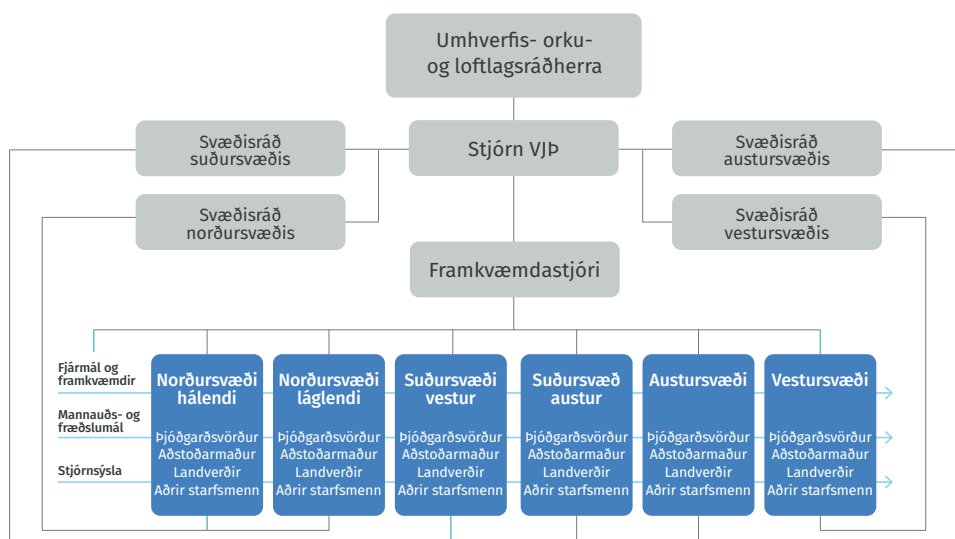 Umhverfis- orku-
og loftlagsráðherra
Svæðisráð
suðursvæðis
Stjórn VJÞ
Svæðisráð
austursvæðis
Svæðisráð
norðursvæðis
Svæðisráð
vestursvæðis
Framkvæmdastjóri
Fjármál og
framkvæmdir
Mannauðs- og
fræðslumál
Stjórnsýsla
Norðursvæði
hálendi
Þjóðgarðsvörður
Aðstoðarmaður
Landverðir
Aðrir starfsmenn
Norðursvæði
láglendi
Þjóðgarðsvörður
Aðstoðarmaður
Landverðir
Aðrir starfsmenn
Suðursvæði
vestur
Þjóðgarðsvörður
Aðstoðarmaður
Landverðir
Aðrir starfsmenn
Suðursvæð
austur
Þjóðgarðsvörður
Aðstoðarmaður
Landverðir
Aðrir starfsmenn
Austursvæði
Þjóðgarðsvörður
Aðstoðarmaður
Landverðir
Aðrir starfsmenn
Vestursvæði
Þjóðgarðsvörður
Aðstoðarmaður
Landverðir
Aðrir starfsmenn